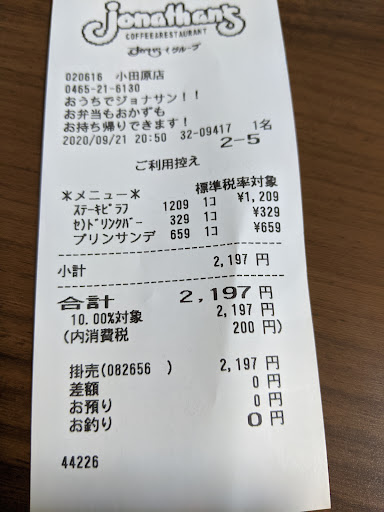 jonathan's
COFFEE&RESTAURANT
すかいらーくグループ
020616 小田原店
0465-21-6130
おうちでジョナサン！！
お弁当もおかずも
お持ち帰りできます！
2020/09/21 20:50 32-09417 1名
2-5
ご利用控え
標準税率対象
＊メニュー＊
ｽﾃｰｷﾋﾟﾗﾌ 1209 1コ ¥1,209
ｾｯﾄﾞﾘﾝｸﾊﾞｰ 329 1コ ¥329
プリンサンデ 659 1コ ¥659
小計 2,197 円
合計 2,197 円
10.00%対象 2,197 円
(内消費税 200 円)
掛売(082656 ) 2,197 円
差額 0 円
お預り 0 円
お釣り 0 円
44226